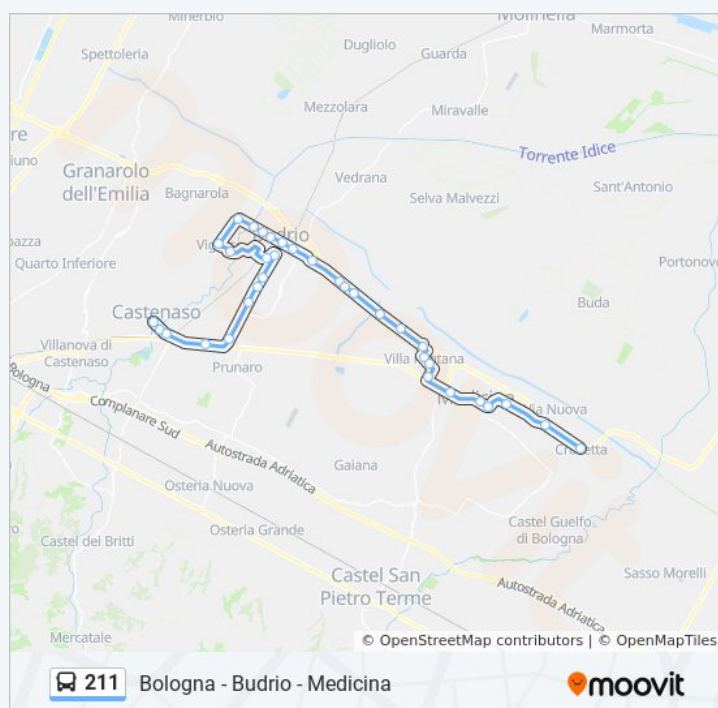 Minerbio
Molinella
Marmorta
Spettoleria
Dugliolo
Guarda
Mezzolara
Miravalle
Torrente Idice
Granarolo
dell'Emilia
Bagnarola
Vedrana
Selva Malvezzi
Sant'Antonio
Budrio
Portonovo
Quarto Inferiore
Castenaso
Buda
Villanova di
Castenaso
Prunaro
Villa Fontana
Medicina
Via Nuova
Bologna
Complanare Sud
Autostrada Adriatica
Crocetta
Gaiana
Osteria Nuova
Osteria Grande
Castel Guelfo
di Bologna
Castel dei Britti
Castel San
Pietro Terme
Sasso Morelli
Autostrada Adriatica
Mercatale
© OpenStreetMap contributors | © OpenMapTiles
211 Bologna - Budrio - Medicina
moovit